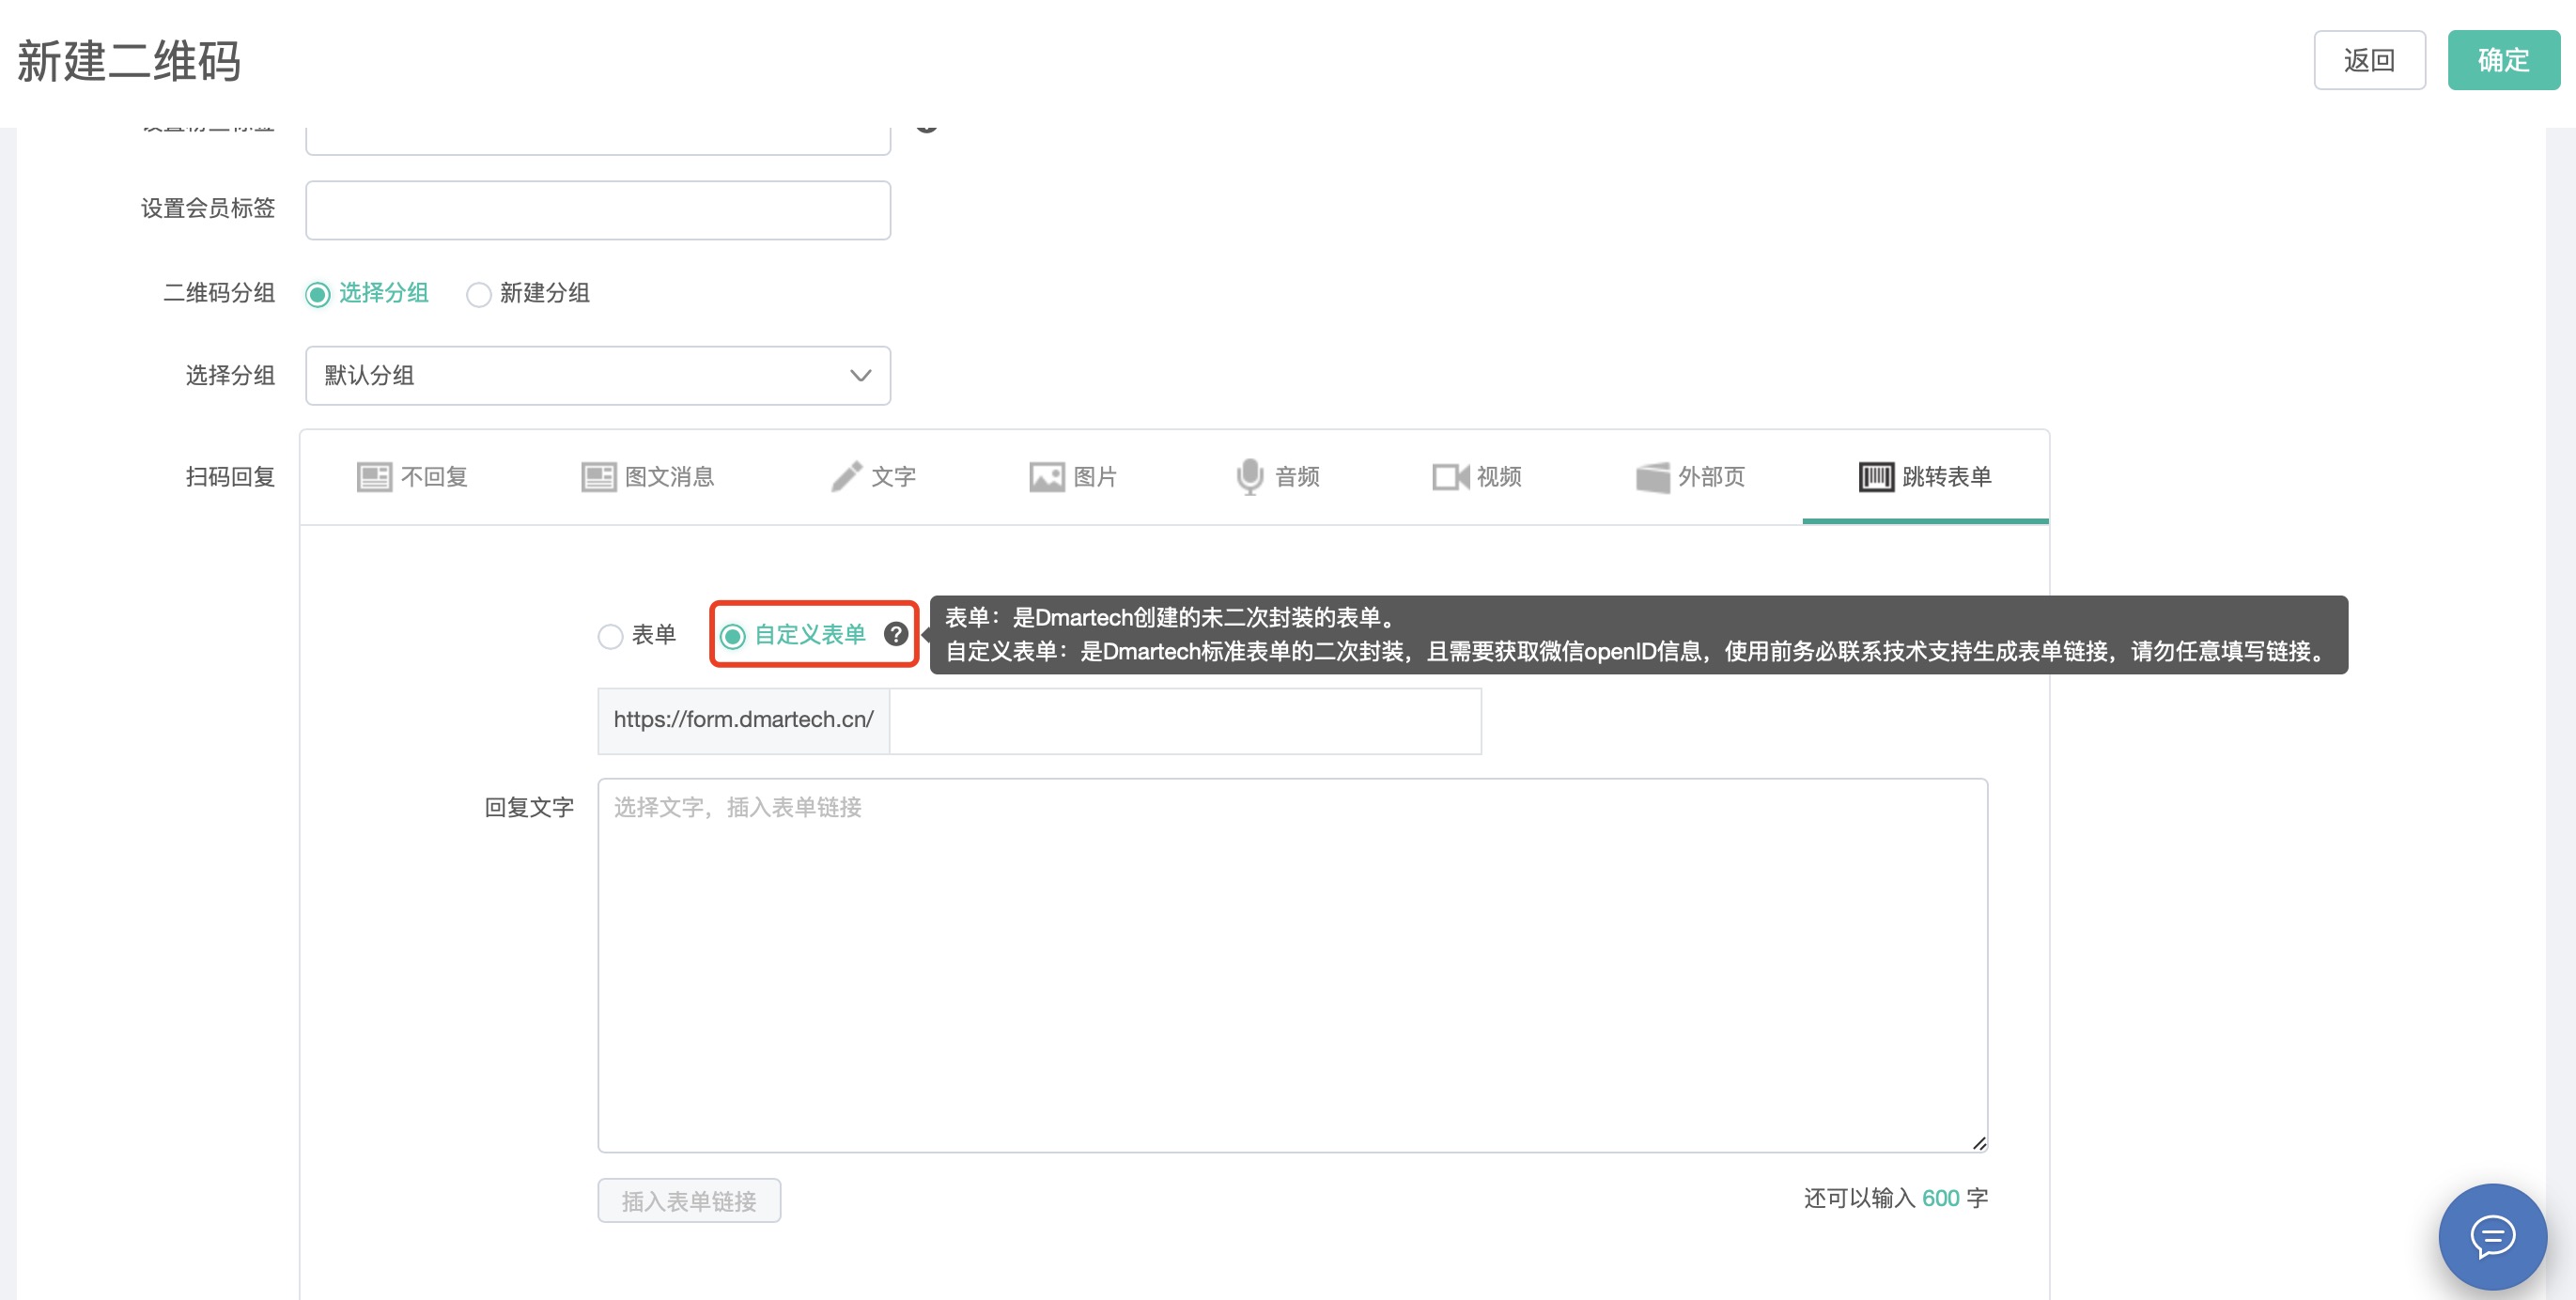 新建二维码
返回
确定
设置会员标签
二维码分组
选择分组
新建分组
选择分组
默认分组
扫码回复
不回复
图文消息
文字
图片
音频
视频
外部页
跳转表单
表单
自定义表单
?
表单：是Dmartech创建的未二次封装的表单。
自定义表单：是Dmartech标准表单的二次封装，且需要获取微信openID信息，使用前务必联系技术支持生成表单链接，请勿任意填写链接。
https://form.dmartech.cn/
回复文字
选择文字，插入表单链接
插入表单链接
还可以输入 600 字